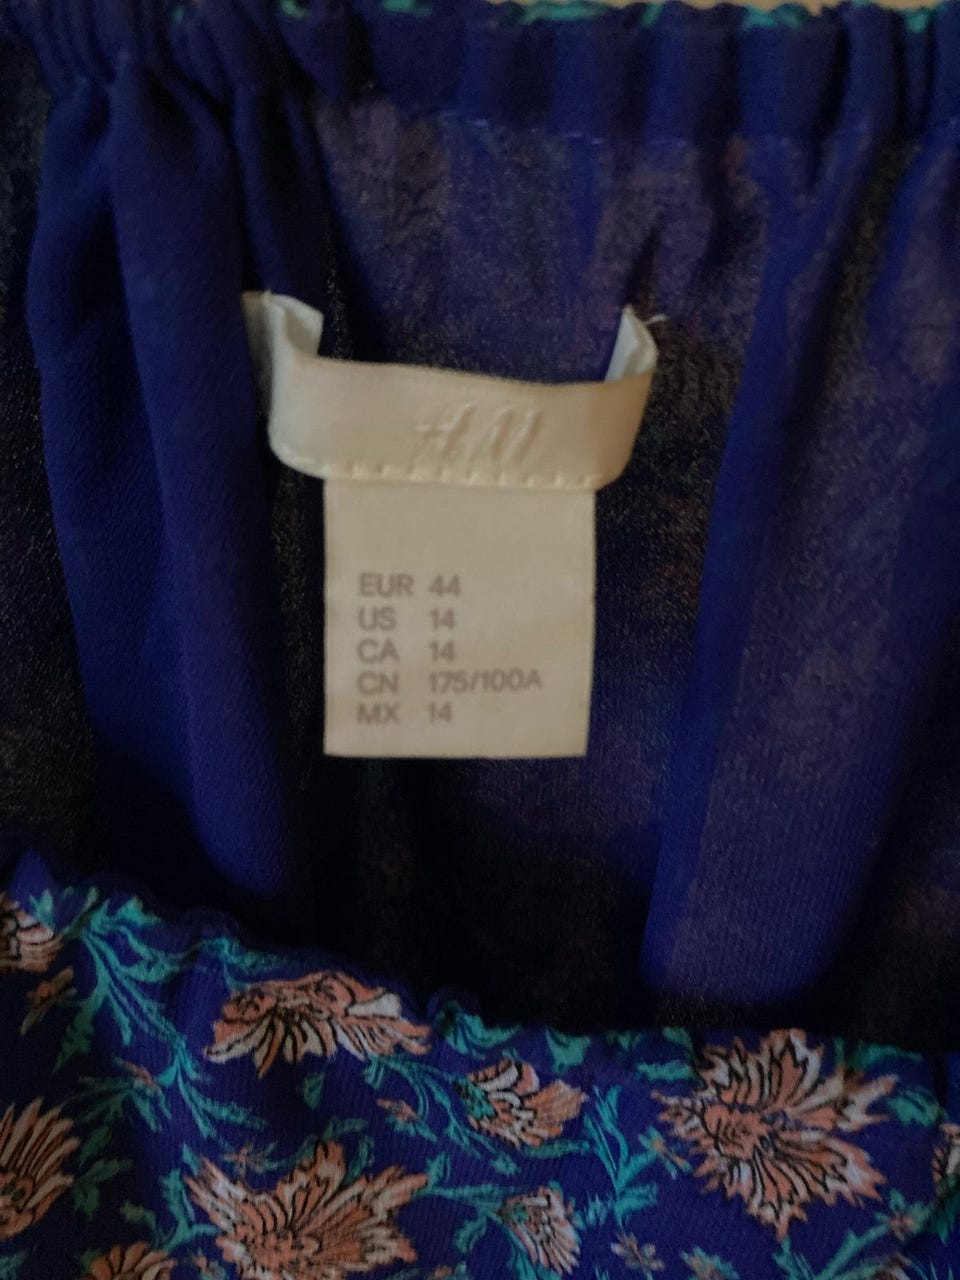 H&M
EUR 44
US 14
CA 14
CN 175/100A
MX 14